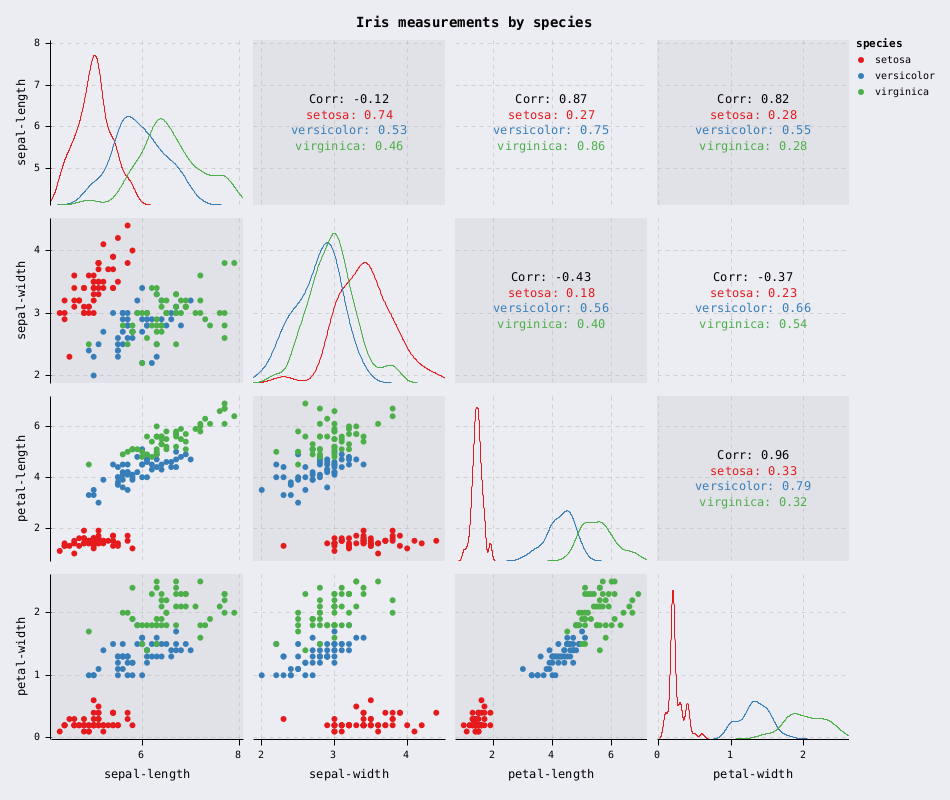 Iris measurements by species
species
setosa
versicolor
virginica
8
7
6
5
sepal-length
Corr: -0.12
setosa: 0.74
versicolor: 0.53
virginica: 0.46
Corr: 0.87
setosa: 0.27
versicolor: 0.75
virginica: 0.86
Corr: 0.82
setosa: 0.28
versicolor: 0.55
virginica: 0.28
4
3
2
sepal-width
Corr: -0.43
setosa: 0.18
versicolor: 0.56
virginica: 0.40
Corr: -0.37
setosa: 0.23
versicolor: 0.66
virginica: 0.54
6
4
2
petal-length
Corr: 0.96
setosa: 0.33
versicolor: 0.79
virginica: 0.32
2
1
0
petal-width
6 8
2 3 4
2 4 6
0 1 2
sepal-length
sepal-width
petal-length
petal-width